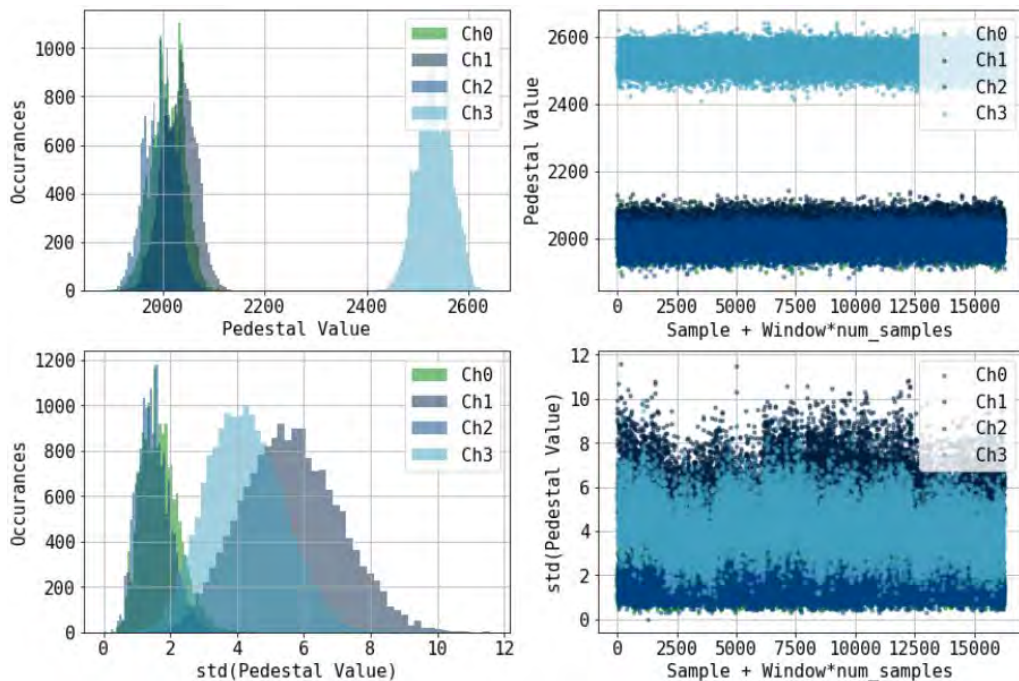 Occurances
1000
800
600
400
200
0
2000
2200
2400
2600
Pedestal Value
Ch0
Ch1
Ch2
Ch3
Pedestal Value
2600
2400
2200
2000
0
2500
5000
7500
10000
12500
15000
Sample + Window*num_samples
Ch0
Ch1
Ch2
Ch3
Occurances
1200
1000
800
600
400
200
0
0
2
4
6
8
10
12
std(Pedestal Value)
Ch0
Ch1
Ch2
Ch3
std(Pedestal Value)
12
10
8
6
4
2
0
0
2500
5000
7500
10000
12500
15000
Sample + Window*num_samples
Ch0
Ch1
Ch2
Ch3